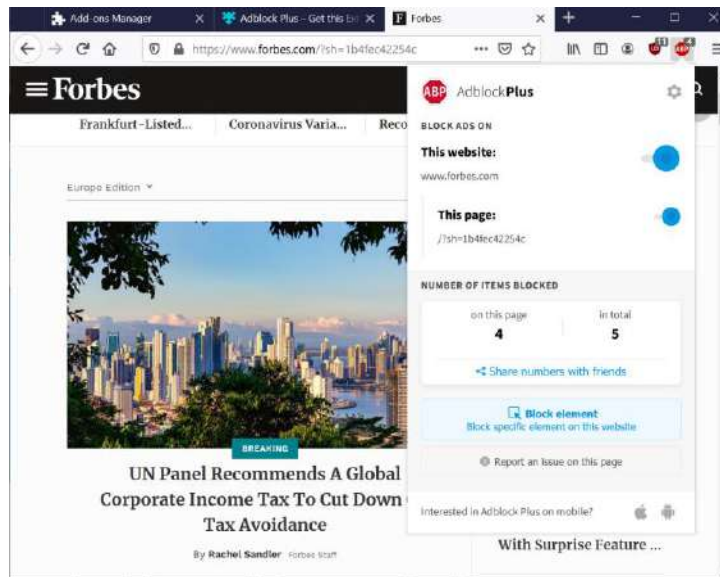 Add-ons Manager
Adblock Plus - Get this Ex
Forbes
https://www.forbes.com/?sh=1b4fec42254c
11
4
Forbes
Frankfurt-Listed...
Coronavirus Varia...
Reco
Europe Edition
BREAKING
UN Panel Recommends A Global
Corporate Income Tax To Cut Down
Tax Avoidance
By Rachel Sandler Forbes Staff
ABP AdblockPlus
BLOCK ADS ON
This website:
www.forbes.com
This page:
/?sh=1b4fec42254c
NUMBER OF ITEMS BLOCKED
on this page
4
in total
5
Share numbers with friends
Block element
Block specific element on this website
Report an issue on this page
Interested in Adblock Plus on mobile?
With Surprise Feature ...